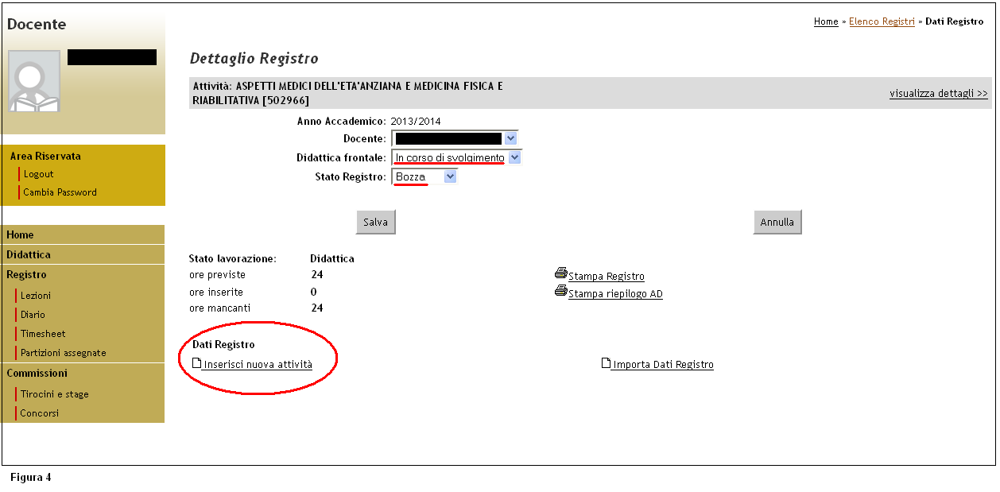 Docente
Home » Elenco Registri » Dati Registro
Dettaglio Registro
Attività: ASPETTI MEDICI DELL'ETA'ANZIANA E MEDICINA FISICA E
RIABILITATIVA [502966]
visualizza dettagli >>
Anno Accademico: 2013/2014
Docente:
Didattica frontale: In corso di svolgimento
Stato Registro: Bozza
Area Riservata
Logout
Cambia Password
Salva
Annulla
Home
Didattica
Registro
Lezioni
Diario
Timesheet
Partizioni assegnate
Commissioni
Tirocini e stage
Concorsi
Stato lavorazione: Didattica
ore previste 24
ore inserite 0
ore mancanti 24
Stampa Registro
Stampa riepilogo AD
Dati Registro
Inserisci nuova attività
Importa Dati Registro
Figura 4